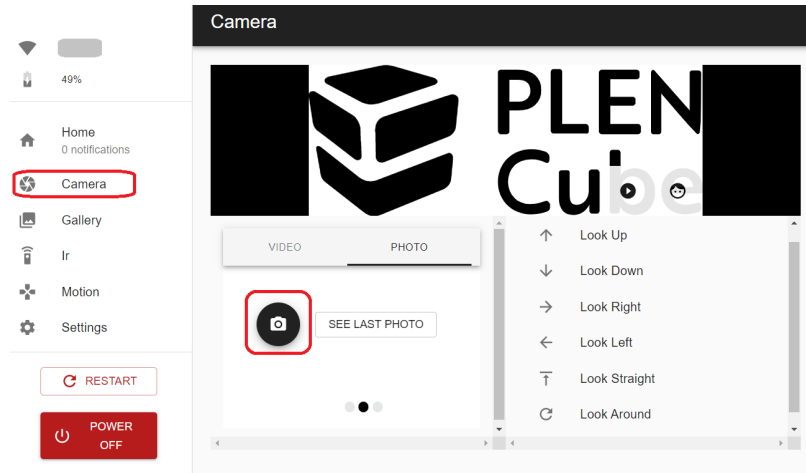 Camera
49%
Home
0 notifications
Camera
Gallery
Ir
Motion
Settings
RESTART
POWER
OFF
PLEN
Cube
VIDEO
PHOTO
SEE LAST PHOTO
Look Up
Look Down
Look Right
Look Left
Look Straight
Look Around